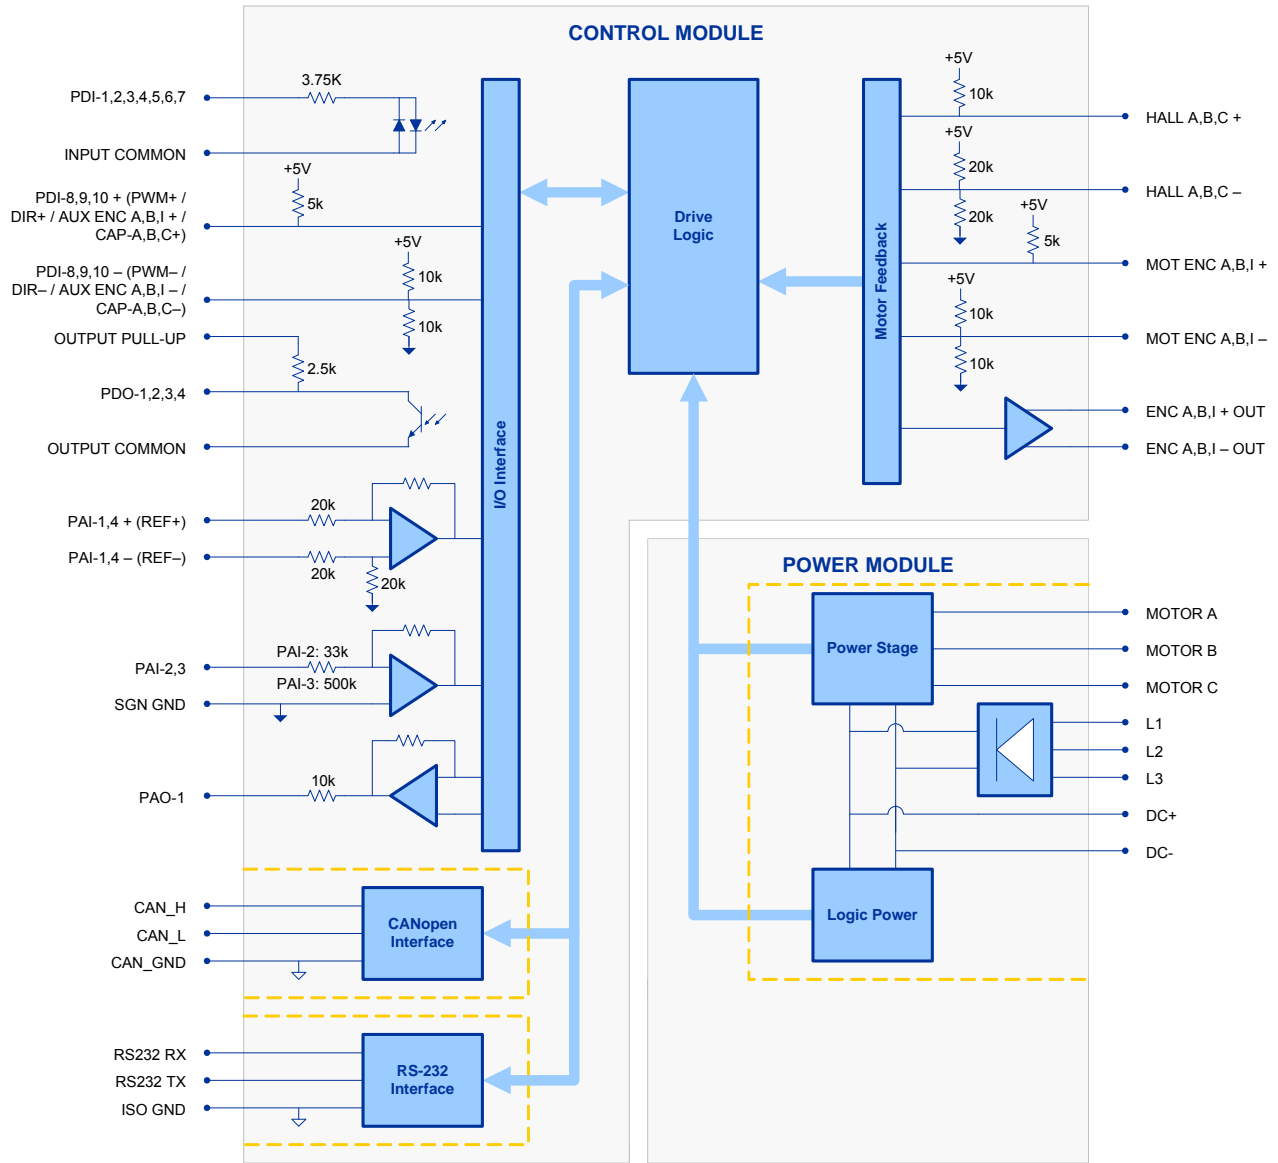 CONTROL MODULE
3.75K
PDI-1,2,3,4,5,6,7
INPUT COMMON
+5V
PDI-8,9,10 + (PWM+ /
DIR+ / AUX ENC A,B,I + /
CAP-A,B,C+)
5k
+5V
PDI-8,9,10 – (PWM– /
DIR– / AUX ENC A,B,I – /
CAP-A,B,C–)
10k
10k
OUTPUT PULL-UP
2.5k
PDO-1,2,3,4
OUTPUT COMMON
20k
PAI-1,4 + (REF+)
PAI-1,4 – (REF–)
20k
20k
PAI-2: 33k
PAI-2,3
PAI-3: 500k
SGN GND
10k
PAO-1
I/O Interface
Drive
Logic
Motor Feedback
+5V
10k
HALL A,B,C +
+5V
20k
HALL A,B,C –
20k
+5V
5k
MOT ENC A,B,I +
+5V
10k
MOT ENC A,B,I –
10k
ENC A,B,I + OUT
ENC A,B,I – OUT
CAN_H
CAN_L
CAN_GND
CANopen
Interface
RS232 RX
RS232 TX
ISO GND
RS-232
Interface
POWER MODULE
Power Stage
MOTOR A
MOTOR B
MOTOR C
L1
L2
L3
DC+
DC-
Logic Power